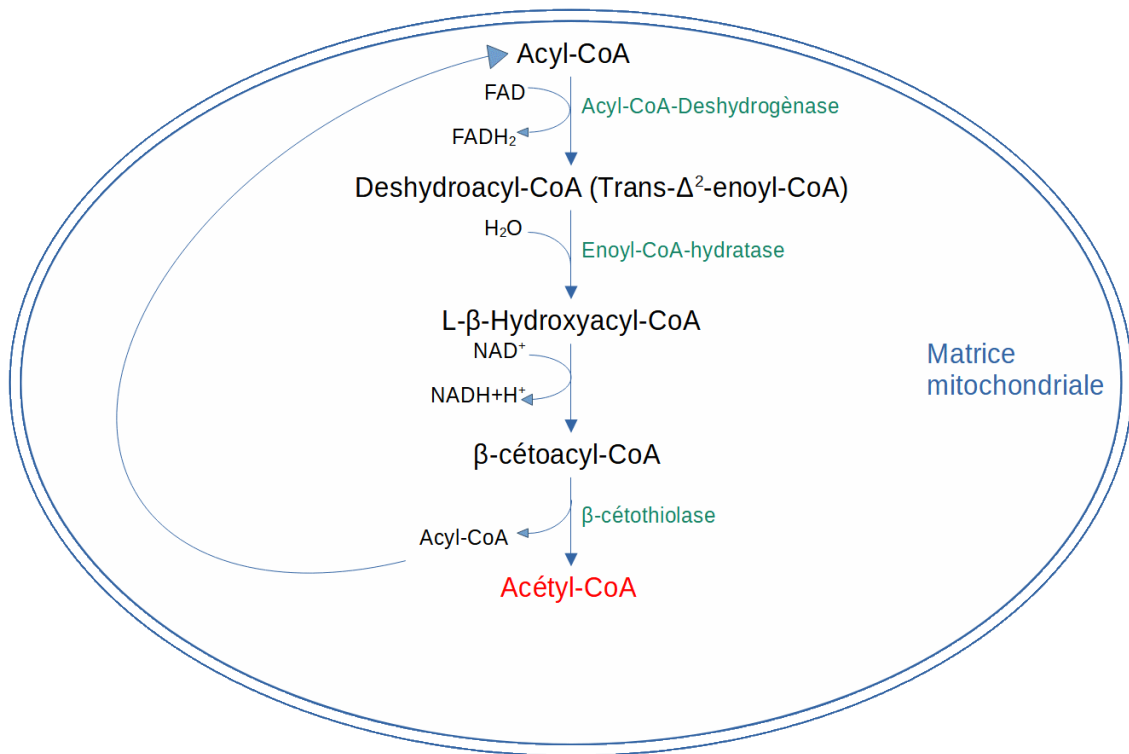 Acyl-CoA
FAD
Acyl-CoA-Deshydrogènase
FADH₂
Deshydroacyl-CoA (Trans-Δ²-enoyl-CoA)
H₂O
Enoyl-CoA-hydratase
L-β-Hydroxyacyl-CoA
NAD⁺
NADH+H⁺
Matrice
mitochondriale
β-cétoacyl-CoA
β-cétothiolase
Acyl-CoA
Acétyl-CoA